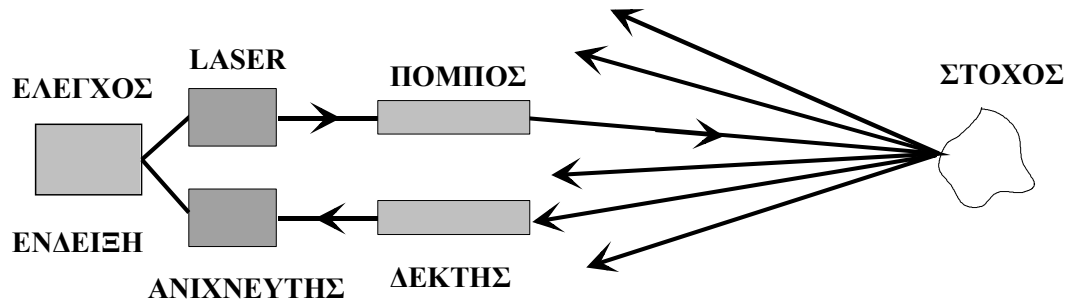 ΕΛΕΓΧΟΣ
LASER
ΠΟΜΠΟΣ
ΣΤΟΧΟΣ
ΕΝΔΕΙΞΗ
ΑΝΙΧΝΕΥΤΗΣ
ΔΕΚΤΗΣ